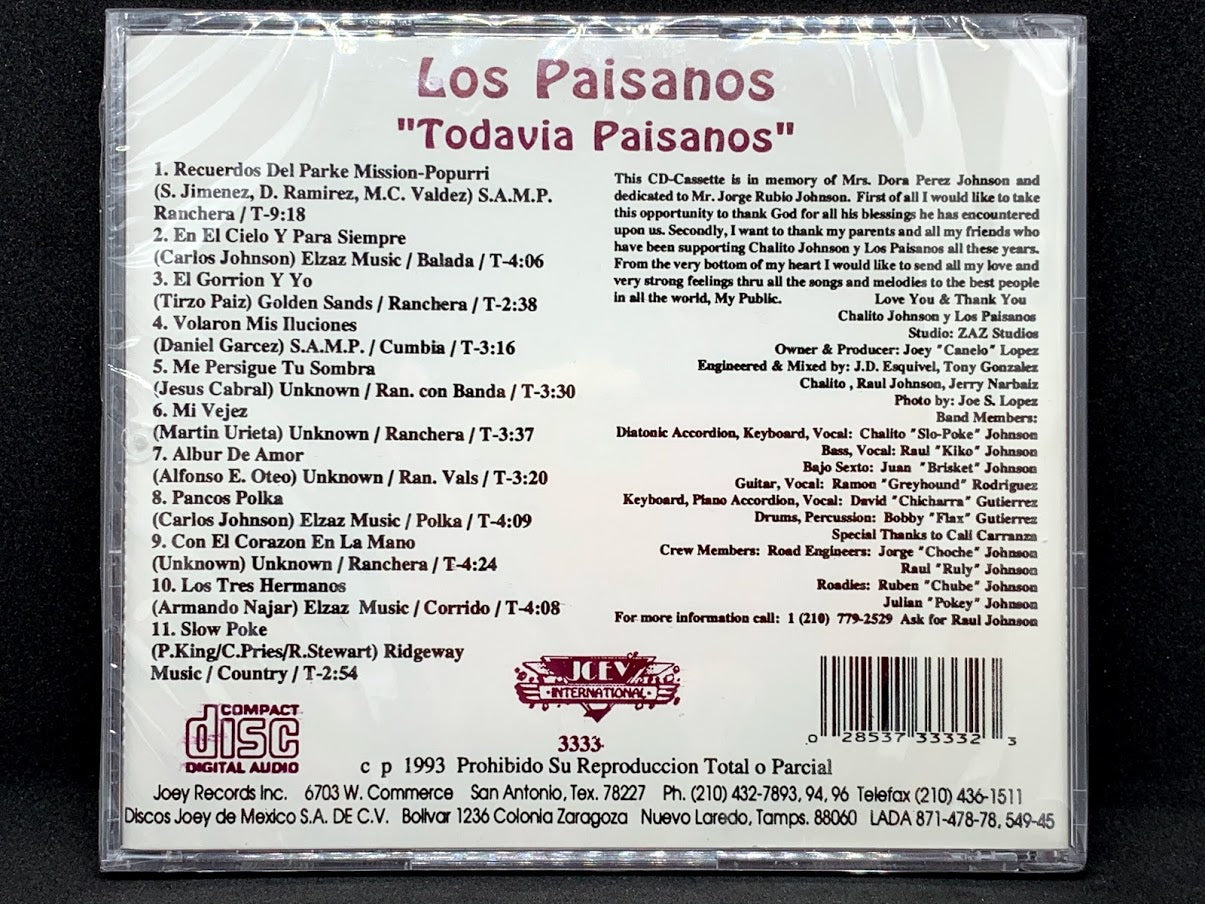 Los Paisanos
"Todavia Paisanos"
1. Recuerdos Del Parke Mission-Popurri
(S. Jimenez, D. Ramirez, M.C. Valdez) S.A.M.P.
Ranchera / T-9:18
2. En El Cielo Y Para Siempre
(Carlos Johnson) Elzaz Music / Balada / T-4:06
3. El Gorrion Y Yo
(Tirzo Paiz) Golden Sands / Ranchera / T-2:38
4. Volaron Mis Iluciones
(Daniel Garcez) S.A.M.P. / Cumbia / T-3:16
5. Me Persigue Tu Sombra
(Jesus Cabral) Unknown / Ran. con Banda / T-3:30
6. Mi Vejez
(Martin Urieta) Unknown / Ranchera / T-3:37
7. Albur De Amor
(Alfonso E. Oteo) Unknown / Ran. Vals / T-3:20
8. Pancos Polka
(Carlos Johnson) Elzaz Music / Polka / T-4:09
9. Con El Corazon En La Mano
(Unknown) Unknown / Ranchera / T-4:24
10. Los Tres Hermanos
(Armando Najar) Elzaz Music / Corrido / T-4:08
11. Slow Poke
(P.King/C.Pries/R.Stewart) Ridgeway
Music / Country / T-2:54
This CD-Cassette is in memory of Mrs. Dora Perez Johnson and
dedicated to Mr. Jorge Rubio Johnson. First of all I would like to take
this opportunity to thank God for all his blessings he has encountered
upon us. Secondly, I want to thank my parents and all my friends who
have been supporting Chalito Johnson y Los Paisanos all these years.
From the very bottom of my heart I would like to send all my love and
very strong feelings thru all the songs and melodies to the best people
in all the world, My Public. Love You & Thank You
Chalito Johnson y Los Paisanos
Studio: ZAZ Studios
Owner & Producer: Joey "Canelo" Lopez
Engineered & Mixed by: J.D. Esquivel, Tony Gonzalez
Chalito , Raul Johnson, Jerry Narbaiz
Photo by: Joe S. Lopez
Band Members:
Diatonic Accordion, Keyboard, Vocal: Chalito "Slo-Poke" Johnson
Bass, Vocal: Raul "Kiko" Johnson
Bajo Sexto: Juan "Brisket" Johnson
Guitar, Vocal: Ramon "Greyhound" Rodriguez
Keyboard, Piano Accordion, Vocal: David "Chicharra" Gutierrez
Drums, Percussion: Bobby "Flax" Gutierrez
Special Thanks to Cali Carranza
Crew Members: Road Engineers: Jorge "Choche" Johnson
Raul "Ruly" Johnson
Roadies: Ruben "Chube" Johnson
Julian "Pokey" Johnson
For more information call: 1 (210) 779-2529 Ask for Raul Johnson
JOEY
INTERNATIONAL
3333
COMPACT
disc
DIGITAL AUDIO
0 28537 33332 3
c p 1993 Prohibido Su Reproduccion Total o Parcial
Joey Records Inc. 6703 W. Commerce San Antonio, Tex. 78227 Ph. (210) 432-7893, 94, 96 Telefax (210) 436-1511
Discos Joey de Mexico S.A. DE C.V. Bolivar 1236 Colonia Zaragoza Nuevo Laredo, Tamps. 88060 LADA 871-478-78, 549-45